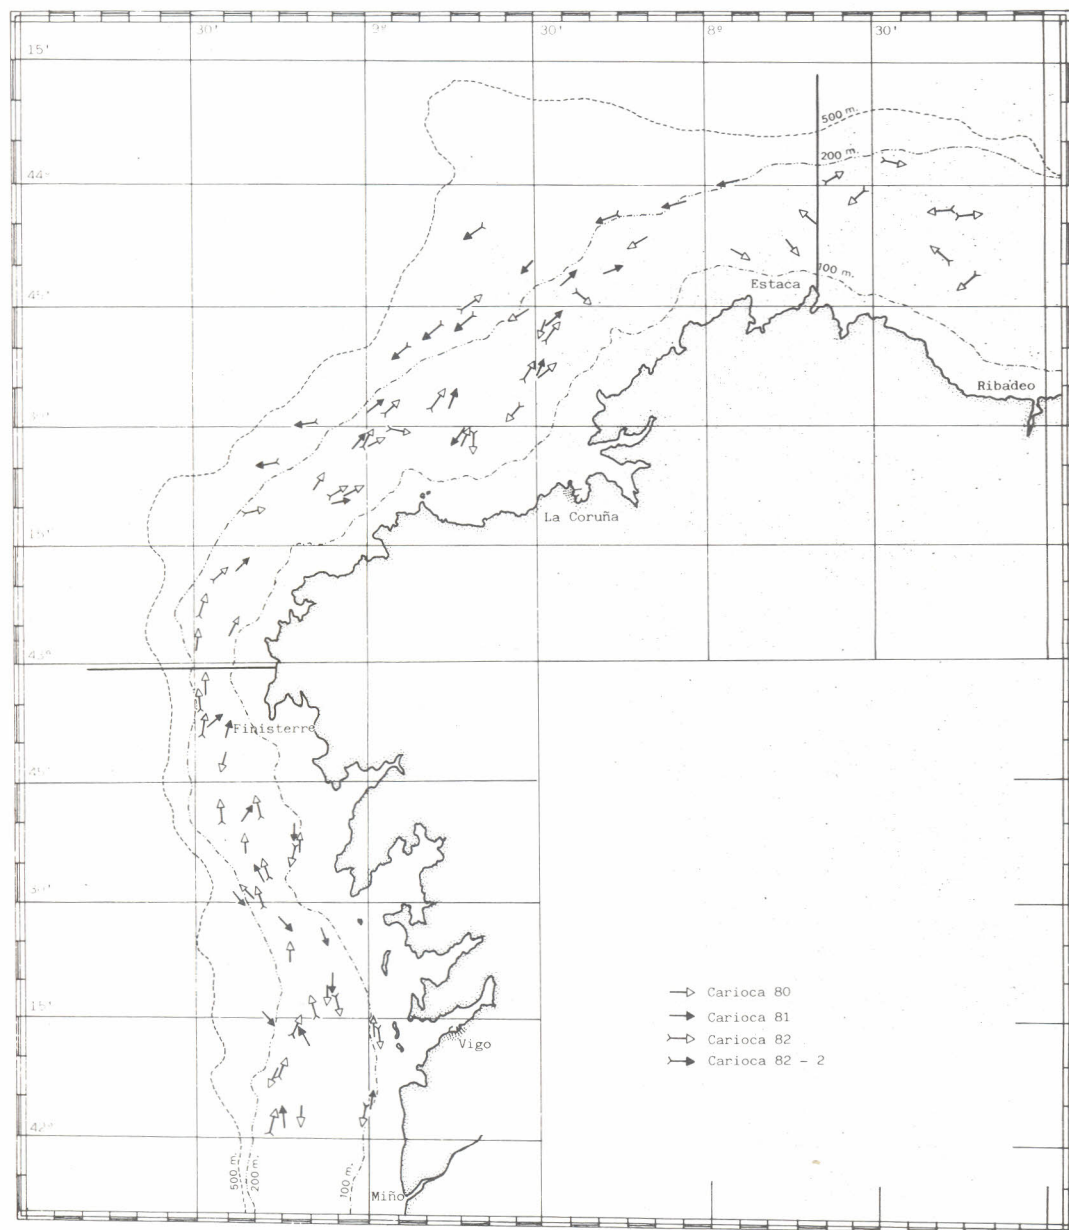 30' 9º 30' 8º 30'
15'
500 m.
200 m.
44º
100 m.
45'
Estaca
Ribadeo
30'
La Coruña
15'
43º
Finisterre
45'
30'
Carioca 80
15'
Carioca 81
Vigo
Carioca 82
Carioca 82 - 2
42º
500 m.
200 m.
100 m.
Miño